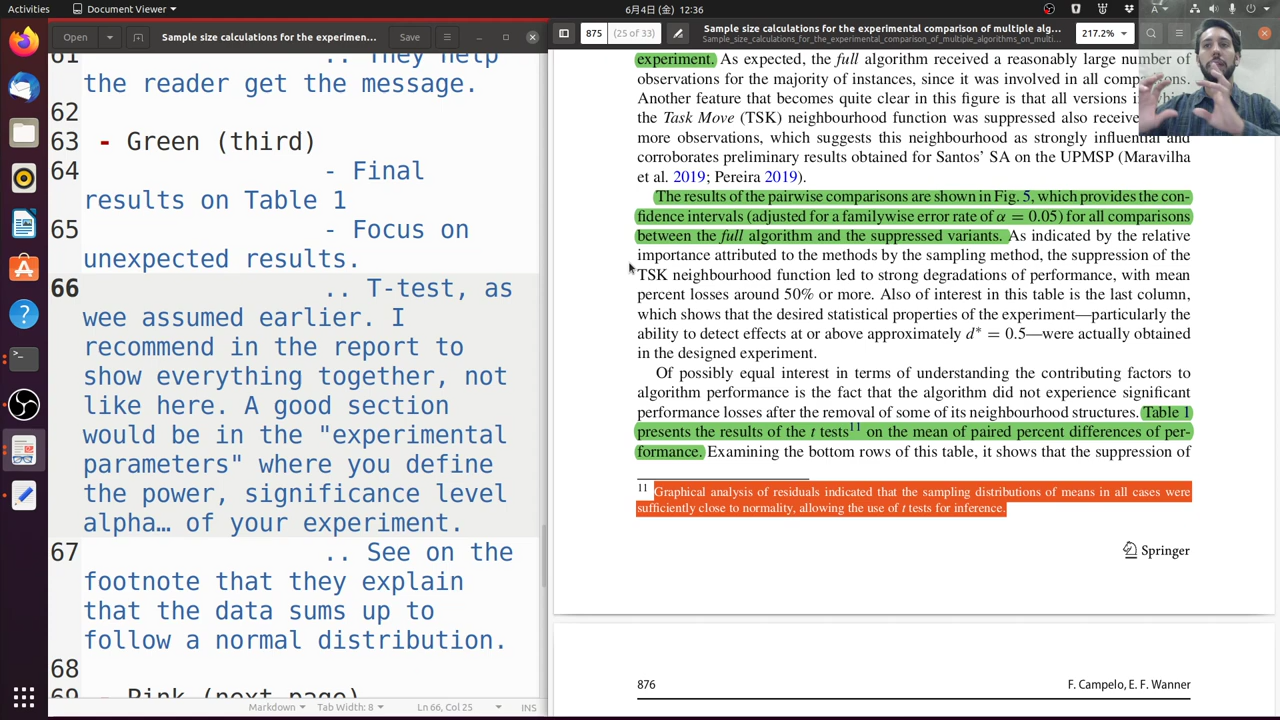 Activities
Document Viewer
6月4日 (金) 12:36
Open
Sample size calculations for the experimen...
Save
875
(25 of 33)
Sample size calculations for the experimental comparison of multiple alg...
Sample_size_calculations_for_the_experimental_comparison_of_multiple_algorithms_on_multi...
217.2%
61 .. They help
the reader get the message.
62
63 - Green (third)
64 - Final
results on Table 1
65 - Focus on
unexpected results.
66 .. T-test, as
wee assumed earlier. I
recommend in the report to
show everything together, not
like here. A good section
would be in the "experimental
parameters" where you define
the power, significance level
alpha… of your experiment.
67 .. See on the
footnote that they explain
that the data sums up to
follow a normal distribution.
68
69 - Pink (next page)
Markdown
Tab Width: 8
Ln 66, Col 25
INS
experiment. As expected, the full algorithm received a reasonably large number of
observations for the majority of instances, since it was involved in all comparisons.
Another feature that becomes quite clear in this figure is that all versions in which
the Task Move (TSK) neighbourhood function was suppressed also received
more observations, which suggests this neighbourhood as strongly influential and
corroborates preliminary results obtained for Santos' SA on the UPMSP (Maravilha
et al. 2019; Pereira 2019).
The results of the pairwise comparisons are shown in Fig. 5, which provides the con-
fidence intervals (adjusted for a familywise error rate of α = 0.05) for all comparisons
between the full algorithm and the suppressed variants. As indicated by the relative
importance attributed to the methods by the sampling method, the suppression of the
TSK neighbourhood function led to strong degradations of performance, with mean
percent losses around 50% or more. Also of interest in this table is the last column,
which shows that the desired statistical properties of the experiment—particularly the
ability to detect effects at or above approximately d* = 0.5—were actually obtained
in the designed experiment.
Of possibly equal interest in terms of understanding the contributing factors to
algorithm performance is the fact that the algorithm did not experience significant
performance losses after the removal of some of its neighbourhood structures. Table 1
presents the results of the t tests11 on the mean of paired percent differences of per-
formance. Examining the bottom rows of this table, it shows that the suppression of
11 Graphical analysis of residuals indicated that the sampling distributions of means in all cases were
sufficiently close to normality, allowing the use of t tests for inference.
Springer
876
F. Campelo, E. F. Wanner